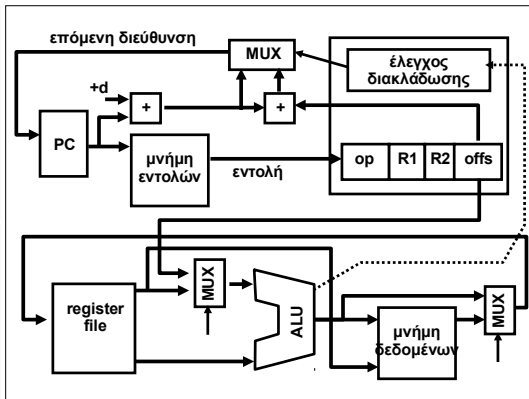 επόμενη διεύθυνση
MUX
έλεγχος
διακλάδωσης
+d
+
+
PC
μνήμη
εντολών
εντολή
op R1 R2 offs
MUX
ALU
register
file
μνήμη
δεδομένων
MUX